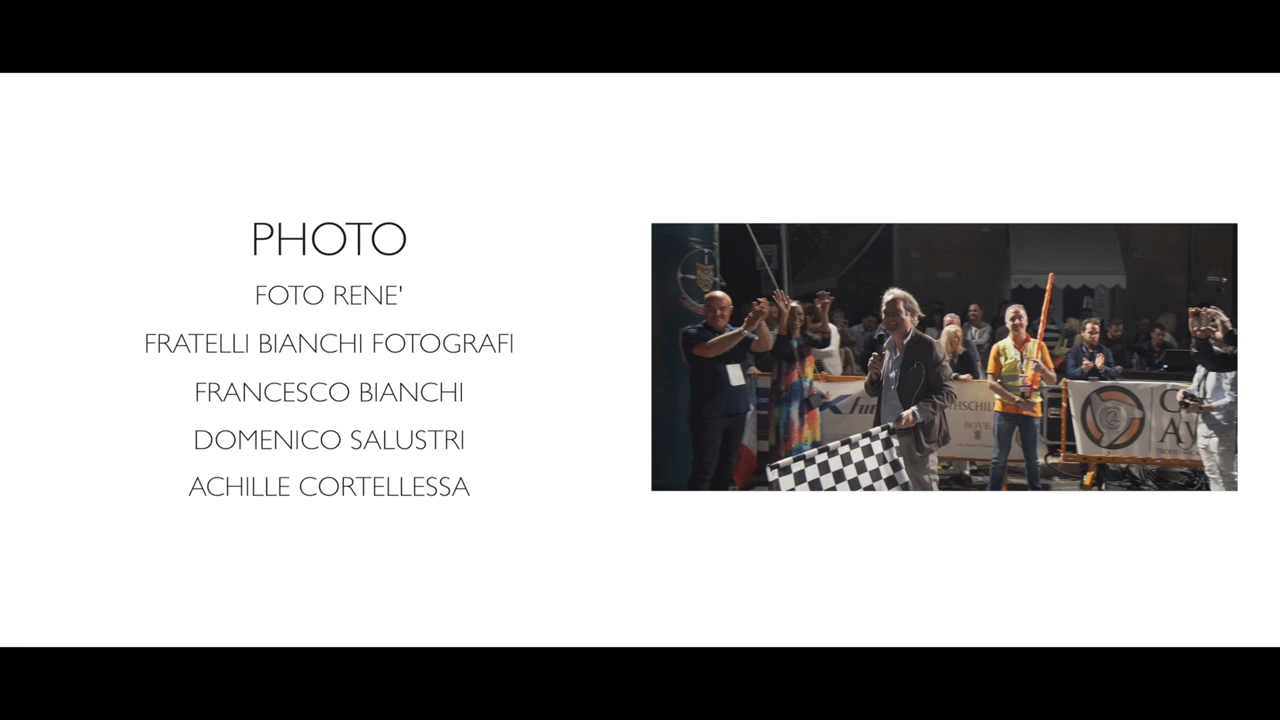 PHOTO
FOTO RENE'
FRATELLI BIANCHI FOTOGRAFI
FRANCESCO BIANCHI
DOMENICO SALUSTRI
ACHILLE CORTELLESSA